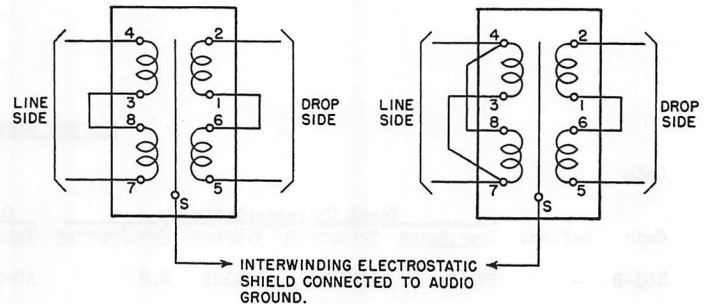 4 2
3 1
LINE SIDE DROP SIDE
8 6
7 5
S
4 2
3 1
LINE SIDE DROP SIDE
8 6
7 5
S
INTERWINDING ELECTROSTATIC
SHIELD CONNECTED TO AUDIO
GROUND.